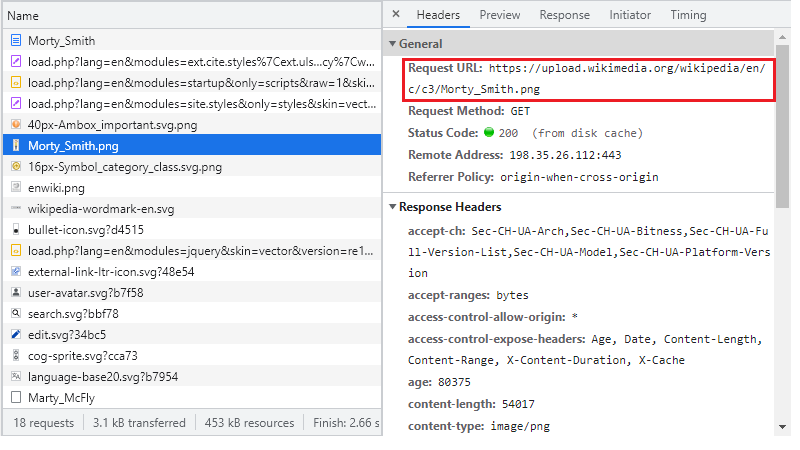 Name
Morty_Smith
load.php?lang=en&modules=ext.cite.styles%7Cext.uls...cy%7Cw...
load.php?lang=en&modules=startup&only=scripts&raw=1&ski...
load.php?lang=en&modules=site.styles&only=styles&skin=vect...
40px-Ambox_important.svg.png
Morty_Smith.png
16px-Symbol_category_class.svg.png
enwiki.png
wikipedia-wordmark-en.svg
bullet-icon.svg?d4515
load.php?lang=en&modules=jquery&skin=vector&version=re1...
external-link-ltr-icon.svg?48e54
user-avatar.svg?b7f58
search.svg?bbf78
edit.svg?34bc5
cog-sprite.svg?cca73
language-base20.svg?b7954
Marty_McFly
18 requests 3.1 kB transferred 453 kB resources Finish: 2.66 s
× Headers Preview Response Initiator Timing
General
Request URL: https://upload.wikimedia.org/wikipedia/en/
c/c3/Morty_Smith.png
Request Method: GET
Status Code: 200 (from disk cache)
Remote Address: 198.35.26.112:443
Referrer Policy: origin-when-cross-origin
Response Headers
accept-ch: Sec-CH-UA-Arch,Sec-CH-UA-Bitness,Sec-CH-UA-Fu
ll-Version-List,Sec-CH-UA-Model,Sec-CH-UA-Platform-Vers
ion
accept-ranges: bytes
access-control-allow-origin: *
access-control-expose-headers: Age, Date, Content-Length,
Content-Range, X-Content-Duration, X-Cache
age: 80375
content-length: 54017
content-type: image/png